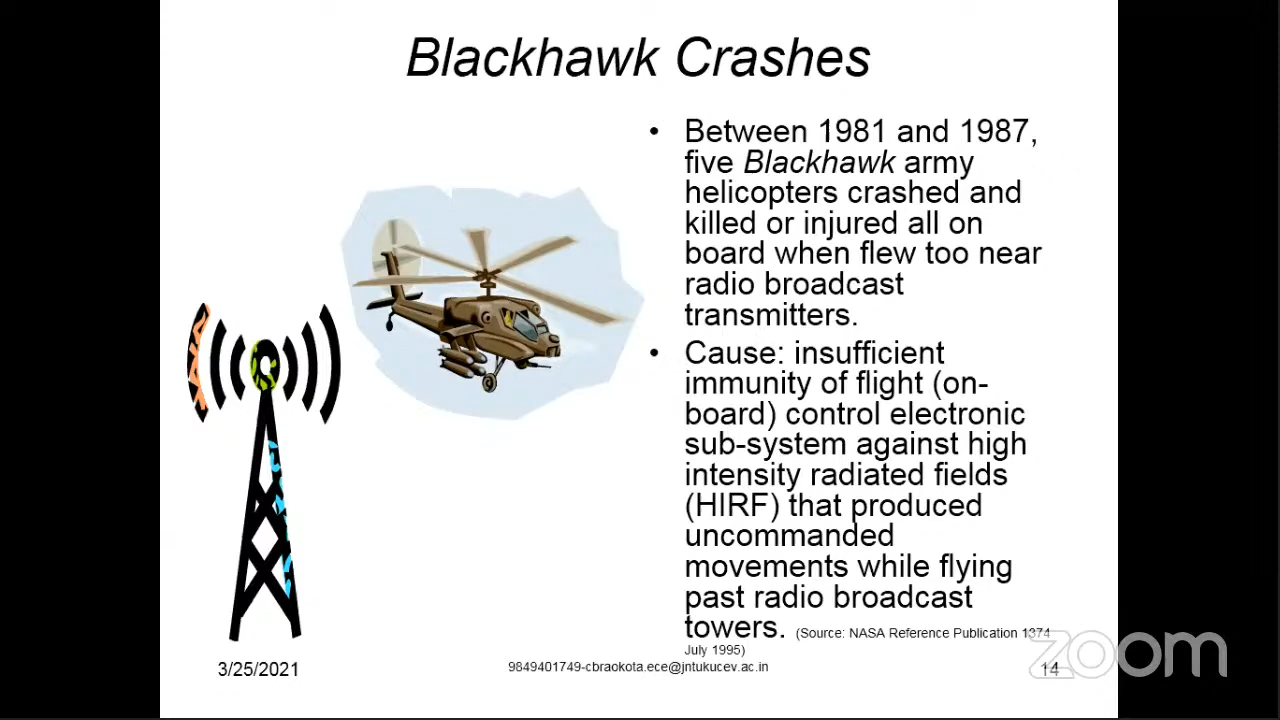 Blackhawk Crashes
• Between 1981 and 1987,
five Blackhawk army
helicopters crashed and
killed or injured all on
board when flew too near
radio broadcast
transmitters.
• Cause: insufficient
immunity of flight (on-
board) control electronic
sub-system against high
intensity radiated fields
(HIRF) that produced
uncommanded
movements while flying
past radio broadcast
towers. (Source: NASA Reference Publication 1374
July 1995)
3/25/2021
9849401749-cbraokota.ece@jntukucev.ac.in
14
zoom